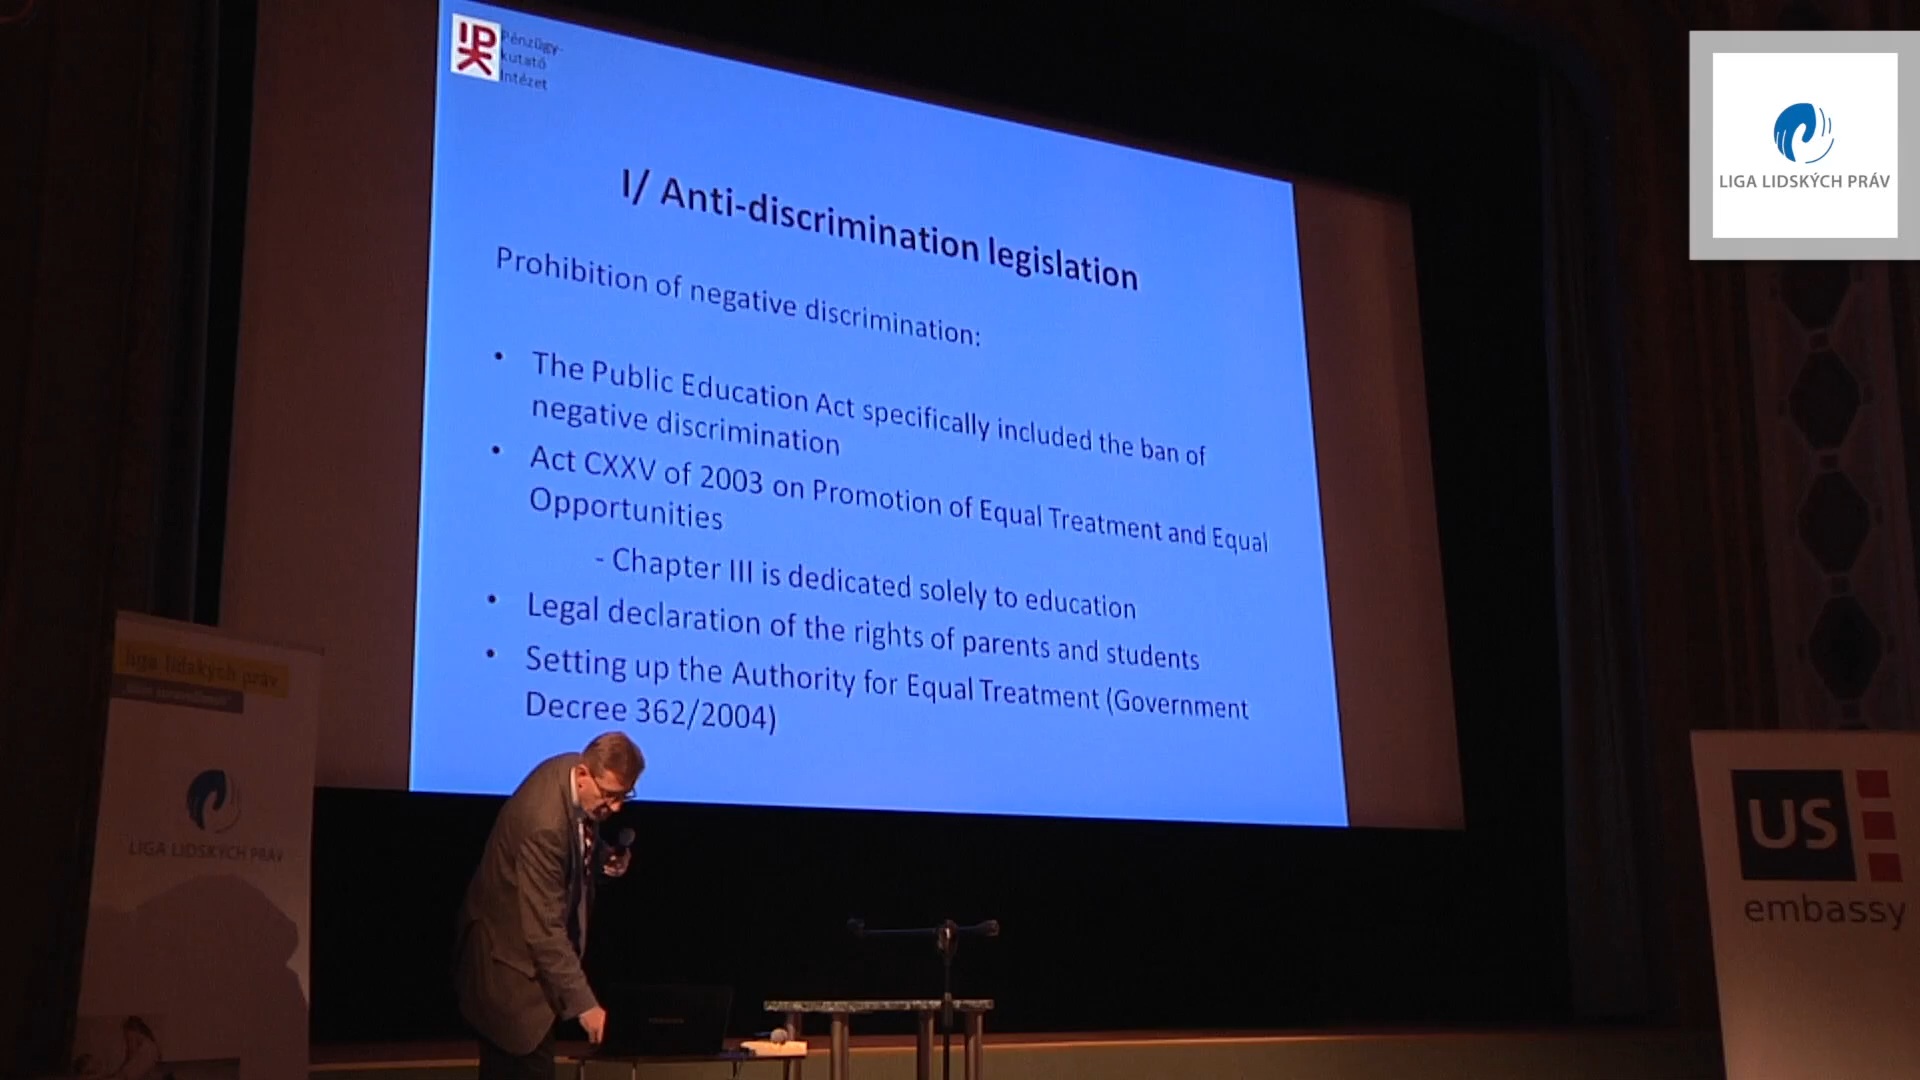 Pénzügy-
kutató
Intézet
I/ Anti-discrimination legislation
Prohibition of negative discrimination:
• The Public Education Act specifically included the ban of
negative discrimination
• Act CXXV of 2003 on Promotion of Equal Treatment and Equal
Opportunities
- Chapter III is dedicated solely to education
• Legal declaration of the rights of parents and students
• Setting up the Authority for Equal Treatment (Government
Decree 362/2004)
LIGA LIDSKÝCH PRÁV
liga lidských práv
LIGA LIDSKÝCH PRÁV
US
embassy